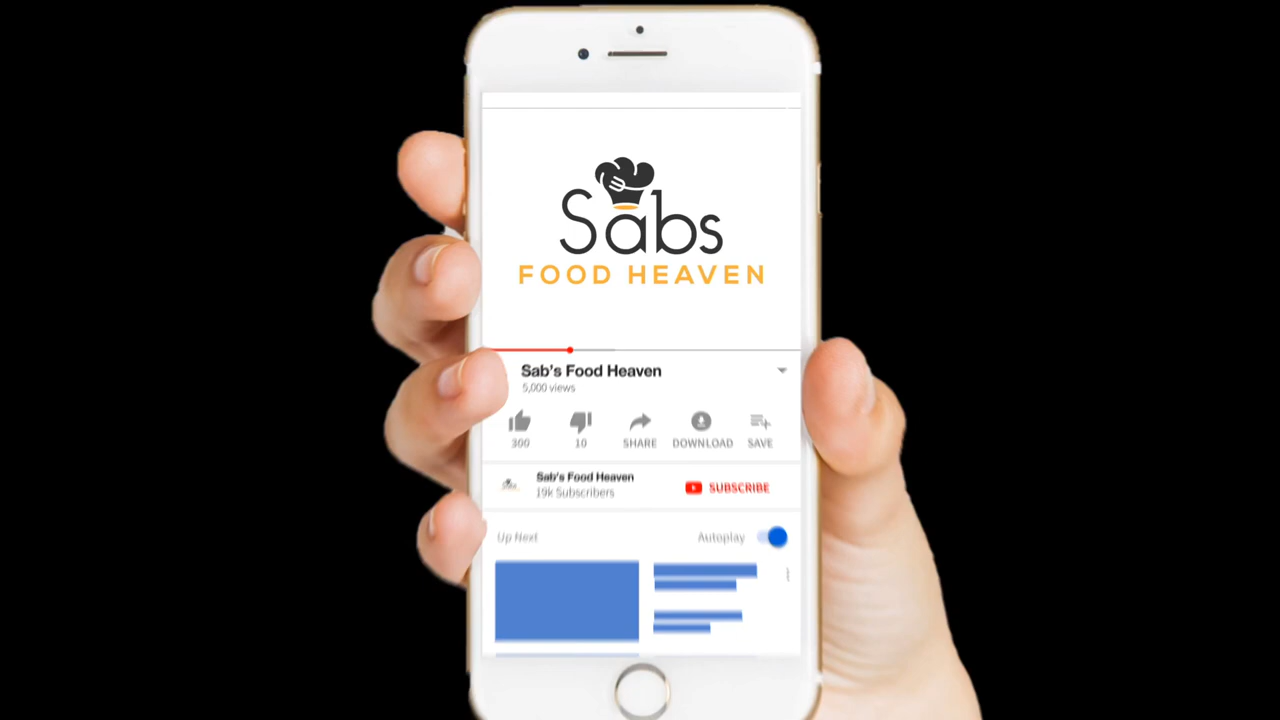 Sabs
FOOD HEAVEN
Sab's Food Heaven
5,000 views
300 10 SHARE DOWNLOAD SAVE
Sabs
Sab's Food Heaven
19k Subscribers
SUBSCRIBE
Up Next
Autoplay